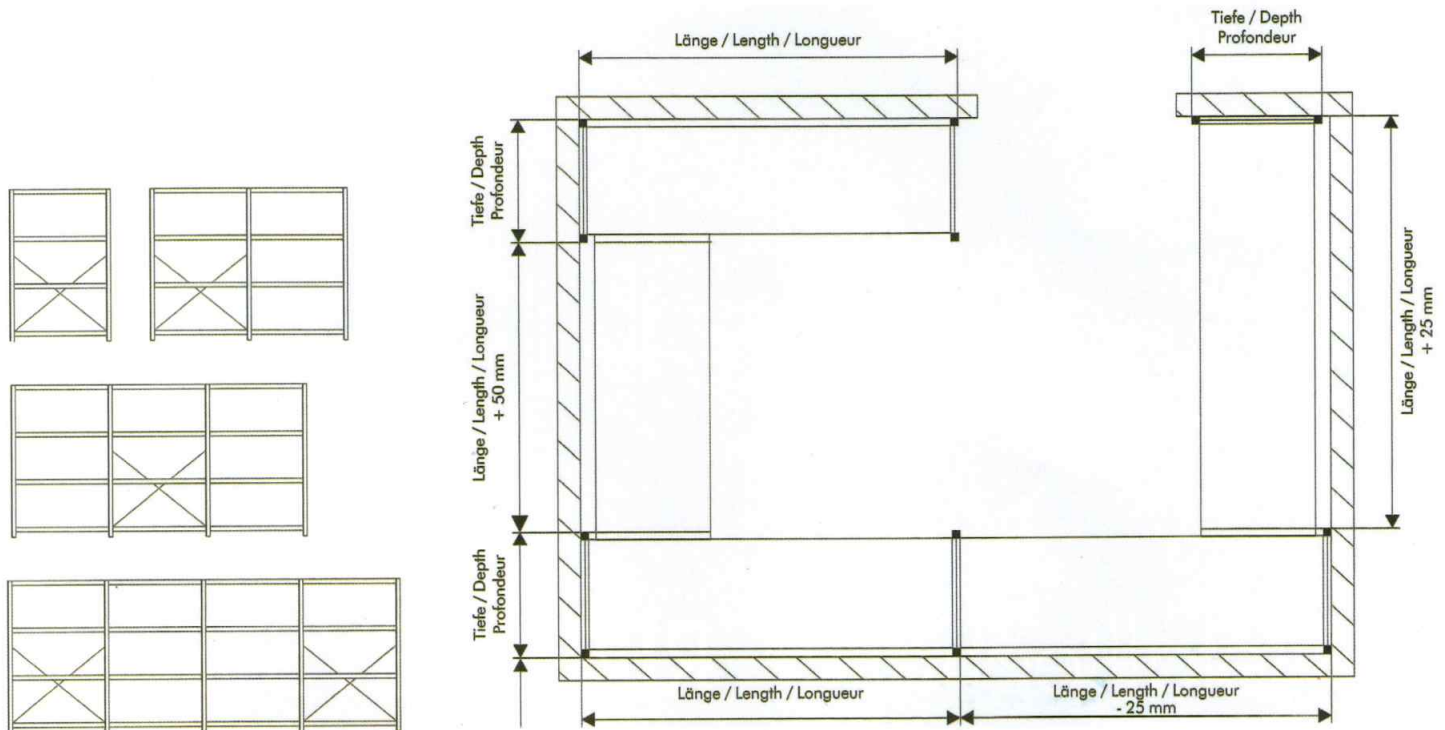 Länge / Length / Longueur
Tiefe / Depth
Profondeur
Tiefe / Depth
Profondeur
Länge / Length / Longueur
+ 50 mm
Länge / Length / Longueur
+ 25 mm
Tiefe / Depth
Profondeur
Länge / Length / Longueur
Länge / Length / Longueur
- 25 mm